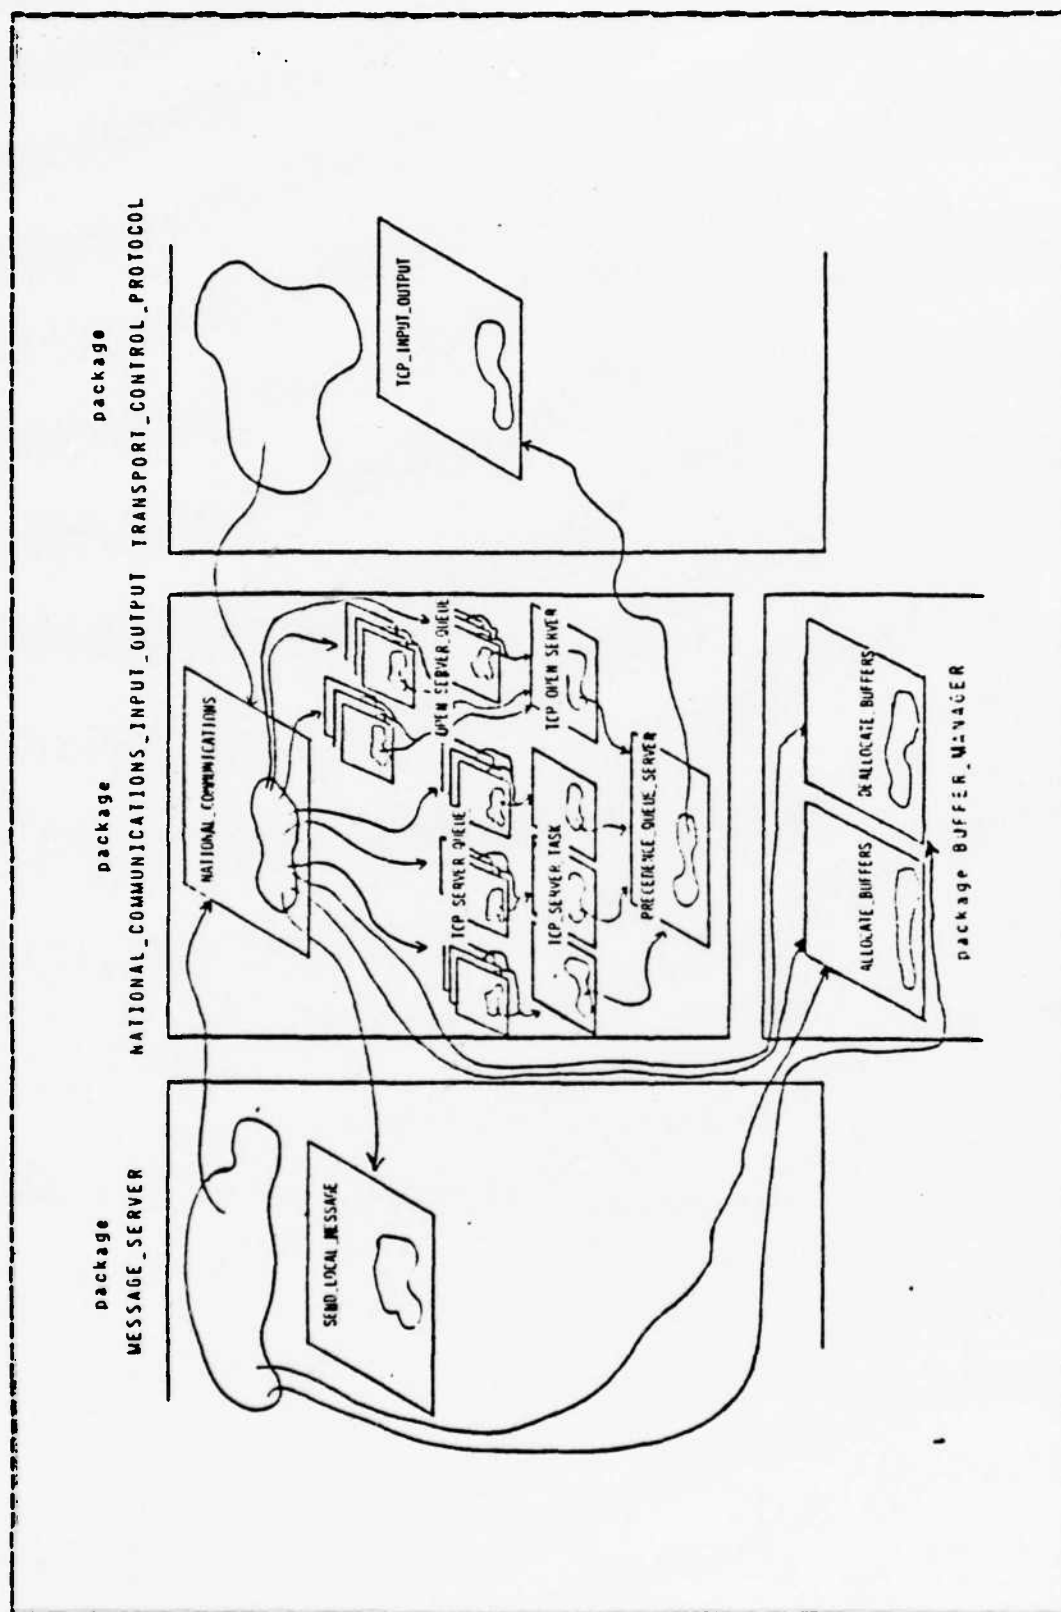 package
MESSAGE_SERVER
package
NATIONAL_COMMUNICATIONS_INPUT_OUTPUT
package
TRANSPORT_CONTROL_PROTOCOL
SEND_LOCAL_MESSAGE
NATIONAL_COMMUNICATIONS
TCP_SERVER_QUEUE
OPEN_SERVER_QUEUE
TCP_SERVER_TASK
TCP_OPEN_SERVER
PRECEDENCE_QUEUE_SERVER
TCP_INPUT_OUTPUT
ALLOCATE_BUFFERS
DEALLOCATE_BUFFERS
package BUFFER_MANAGER